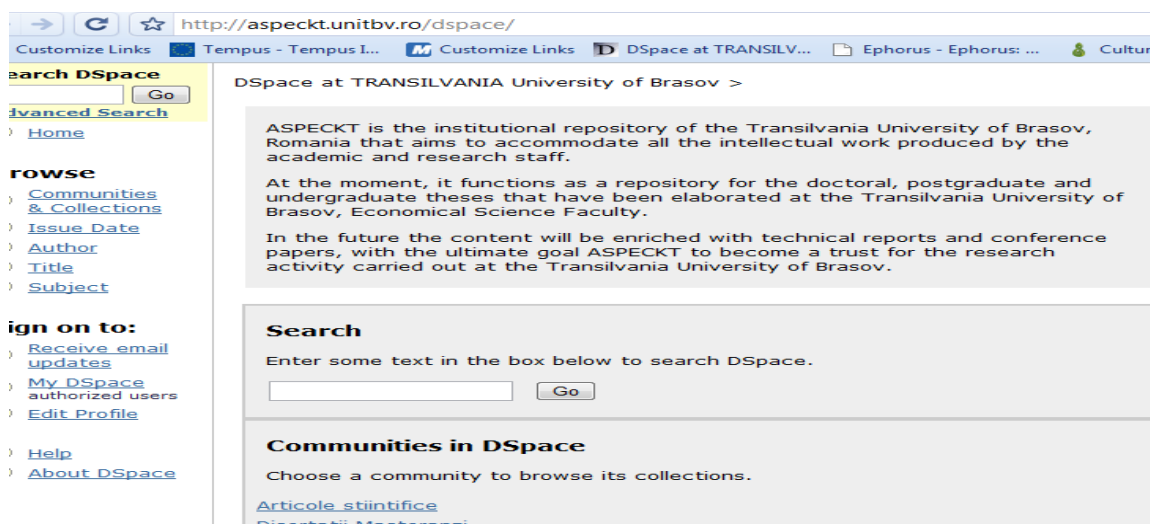 http://aspeckt.unitbv.ro/dspace/
Customize Links Tempus - Tempus I... Customize Links DSpace at TRANSILV... Ephorus - Ephorus: ... Cultur
earch DSpace
Go
dvanced Search
Home
rowse
Communities
& Collections
Issue Date
Author
Title
Subject
ign on to:
Receive email
updates
My DSpace
authorized users
Edit Profile
Help
About DSpace
DSpace at TRANSILVANIA University of Brasov >
ASPECKT is the institutional repository of the Transilvania University of Brasov,
Romania that aims to accommodate all the intellectual work produced by the
academic and research staff.
At the moment, it functions as a repository for the doctoral, postgraduate and
undergraduate theses that have been elaborated at the Transilvania University of
Brasov, Economical Science Faculty.
In the future the content will be enriched with technical reports and conference
papers, with the ultimate goal ASPECKT to become a trust for the research
activity carried out at the Transilvania University of Brasov.
Search
Enter some text in the box below to search DSpace.
Go
Communities in DSpace
Choose a community to browse its collections.
Articole stiintifice